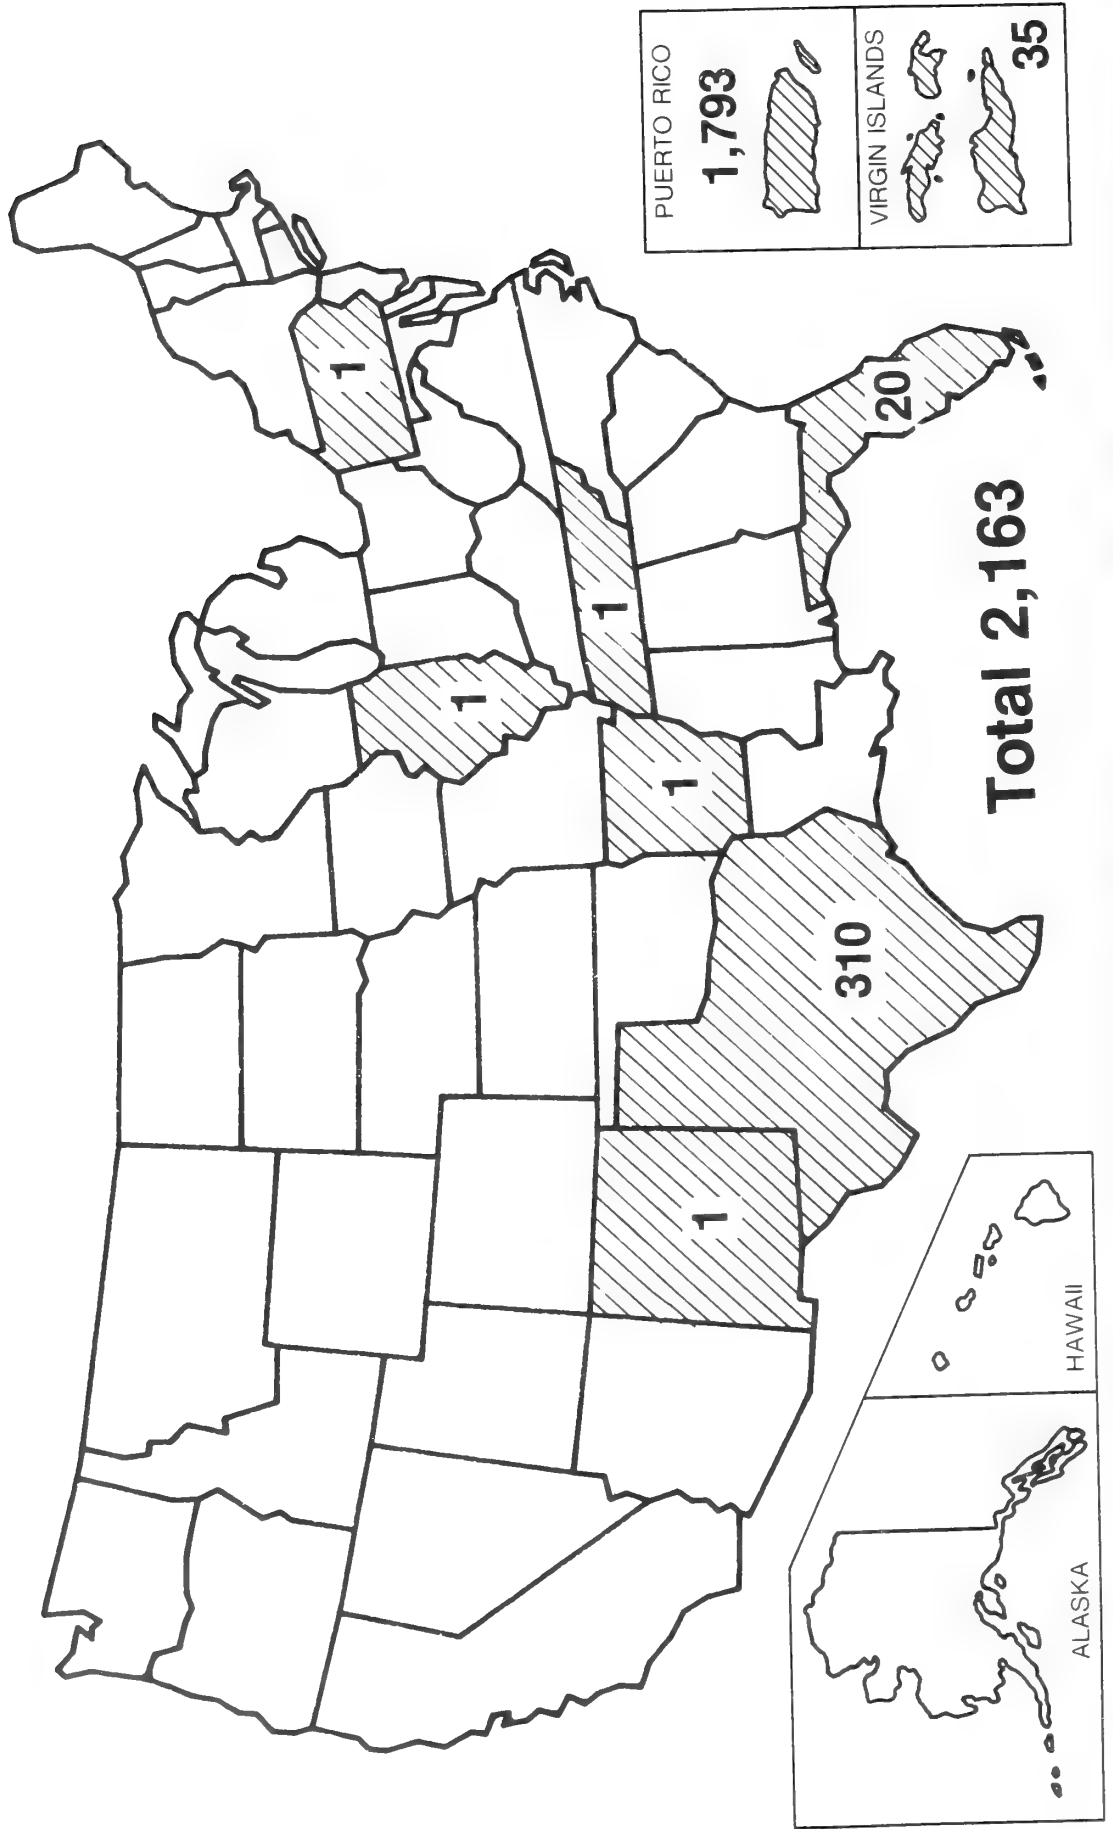 1
1
1
1
1
310
20
Total 2,163
PUERTO RICO
1,793
VIRGIN ISLANDS
35
ALASKA
HAWAII